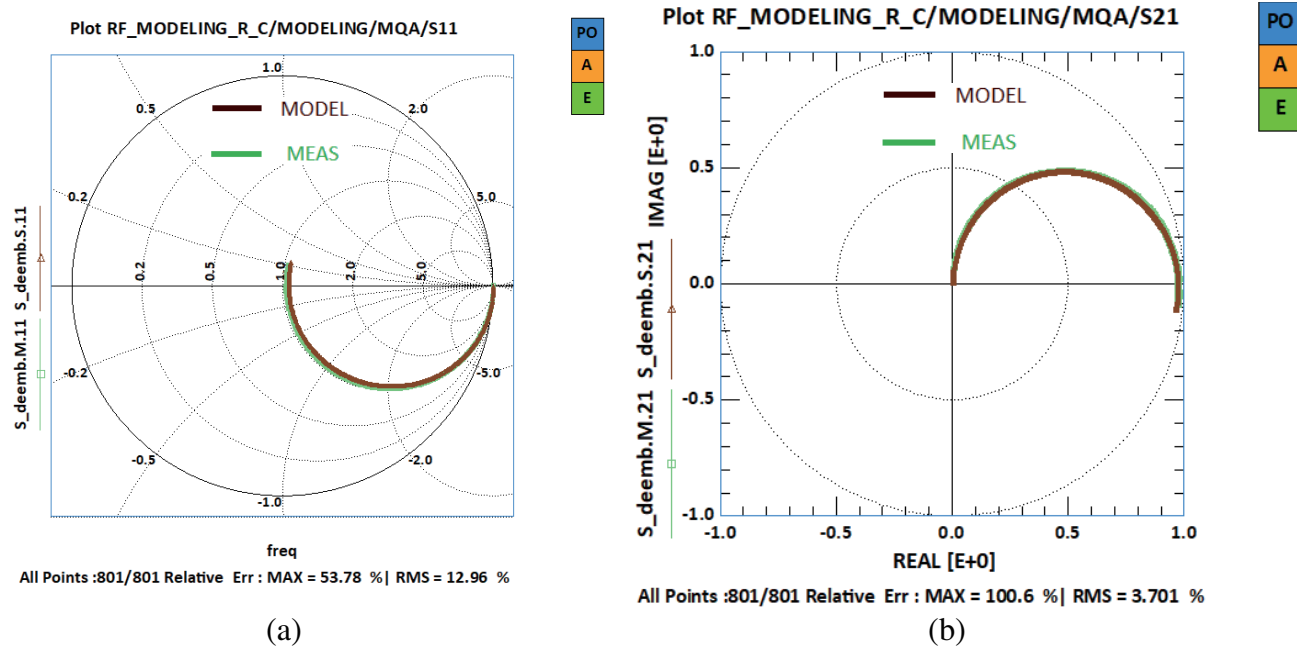 Plot RF_MODELING_R_C/MODELING/MQA/S11
PO
A
E
1.0
0.5
2.0
MODEL
MEAS
0.2
5.0
0.2
0.5
1.0
2.0
5.0
-0.2
-5.0
-0.5
-2.0
-1.0
S_deemb.M.11 S_deemb.S.11
freq
All Points :801/801 Relative Err : MAX = 53.78 %| RMS = 12.96 %
(a)
Plot RF_MODELING_R_C/MODELING/MQA/S21
PO
A
E
1.0
MODEL
MEAS
0.5
0.0
-0.5
-1.0
S_deemb.M.21 S_deemb.S.21 IMAG [E+0]
-1.0 -0.5 0.0 0.5 1.0
REAL [E+0]
All Points :801/801 Relative Err : MAX = 100.6 %| RMS = 3.701 %
(b)